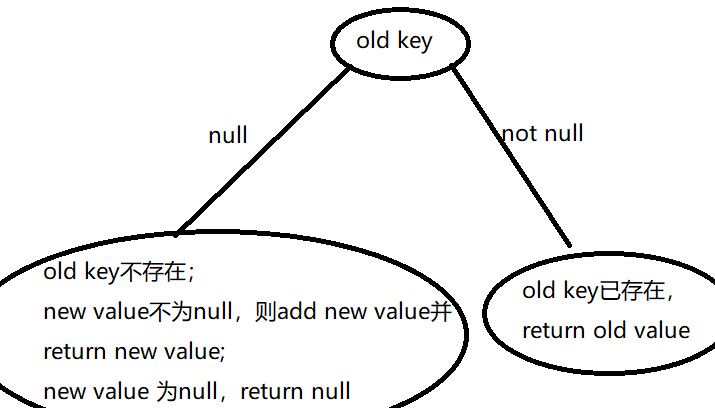 old key
null
not null
old key不存在；
new value不为null，则add new value并
return new value;
new value 为null，return null
old key已存在，
return old value